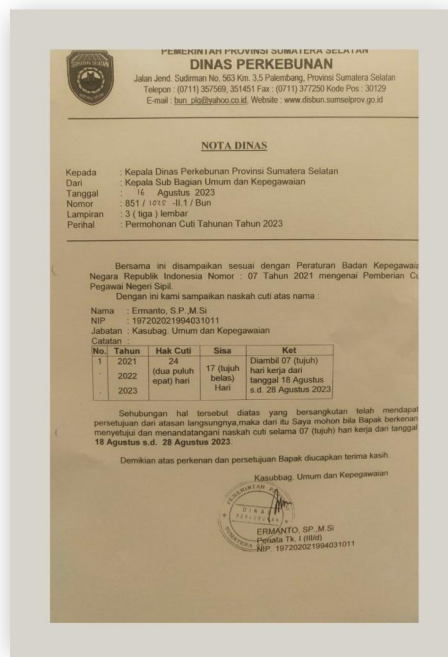 PEMERINTAH PROVINSI SUMATERA SELATAN
DINAS PERKEBUNAN
Jalan Jend. Sudirman No. 563 Km. 3,5 Palembang, Provinsi Sumatera Selatan
Telepon : (0711) 357569, 351451 Fax : (0711) 377250 Kode Pos : 30129
E-mail : bun_plg@yahoo.co.id, Website : www.disbun.sumselprov.go.id
NOTA DINAS
Kepada : Kepala Dinas Perkebunan Provinsi Sumatera Selatan
Dari : Kepala Sub Bagian Umum dan Kepegawaian
Tanggal : 16 Agustus 2023
Nomor : 851 / -II.1 / Bun
Lampiran : 3 ( tiga ) lembar
Perihal : Permohonan Cuti Tahunan Tahun 2023
Bersama ini disampaikan sesuai dengan Peraturan Badan Kepegawaia
Negara Republik Indonesia Nomor : 07 Tahun 2021 mengenai Pemberian Cu
Pegawai Negeri Sipil.
Dengan ini kami sampaikan naskah cuti atas nama :
Nama : Ermanto, S.P.,M.Si
NIP : 197202021994031011
Jabatan : Kasubag. Umum dan Kepegawaian
Catatan :
No. Tahun Hak Cuti Sisa Ket
1 2021 24 (dua puluh epat) hari 17 (tujuh belas) Hari Diambil 07 (tujuh) hari kerja dari tanggal 18 Agustus s.d. 28 Agustus 2023
. 2022
. 2023
Sehubungan hal tersebut diatas yang bersangkutan telah mendapat
persetujuan dari atasan langsungnya,maka dari itu Saya mohon bila Bapak berkenan
menyetujui dan menandatangani naskah cuti selama 07 (tujuh) hari kerja dari tanggal
18 Agustus s.d. 28 Agustus 2023.
Demikian atas perkenan dan persetujuan Bapak diucapkan terima kasih.
Kasubbag. Umum dan Kepegawaian
ERMANTO, SP.,M.Si
Penata Tk. I (III/d)
NIP. 197202021994031011